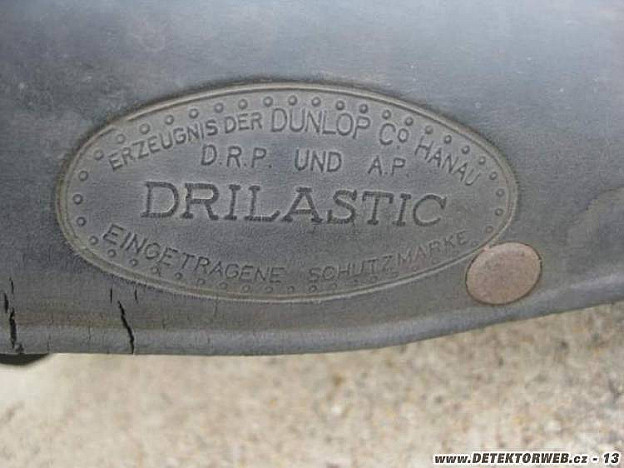 ERZEUGNIS DER DUNLOP Co HANAU
D.R.P. UND A.P.
DRILASTIC
EINGETRAGENE SCHUTZMARKE
www.DETEKTORWEB.cz - 13